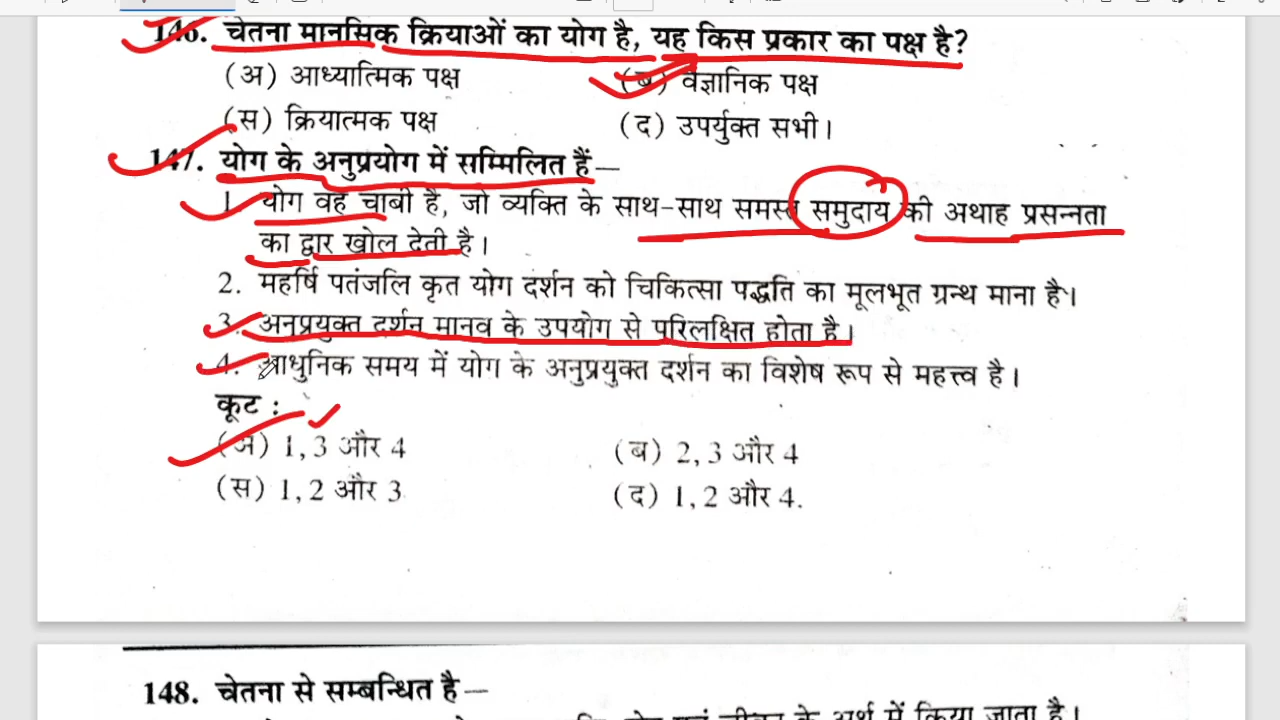 146. चेतना मानसिक क्रियाओं का योग है, यह किस प्रकार का पक्ष है?
(अ) आध्यात्मिक पक्ष (ब) वैज्ञानिक पक्ष
(स) क्रियात्मक पक्ष (द) उपर्युक्त सभी।
147. योग के अनुप्रयोग में सम्मिलित हैं—
1. योग वह चाबी है, जो व्यक्ति के साथ-साथ समस्त समुदाय की अथाह प्रसन्नता
का द्वार खोल देती है।
2. महर्षि पतंजलि कृत योग दर्शन को चिकित्सा पद्धति का मूलभूत ग्रन्थ माना है।
3. अनुप्रयुक्त दर्शन मानव के उपयोग से परिलक्षित होता है।
4. आधुनिक समय में योग के अनुप्रयुक्त दर्शन का विशेष रूप से महत्त्व है।
कूट :
(अ) 1, 3 और 4 (ब) 2, 3 और 4
(स) 1, 2 और 3 (द) 1, 2 और 4.
148. चेतना से सम्बन्धित है—
एवं जीवन के अर्थ में किया जाता है।